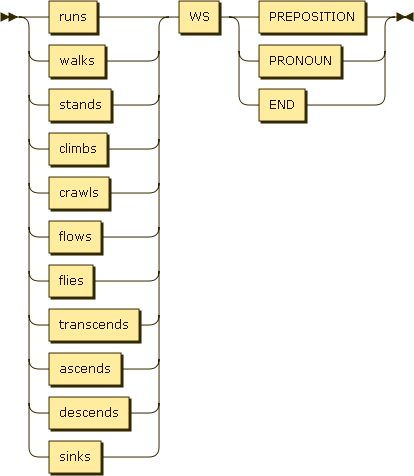 runs WS PREPOSITION
walks PRONOUN
stands END
climbs
crawls
flows
flies
transcends
ascends
descends
sinks